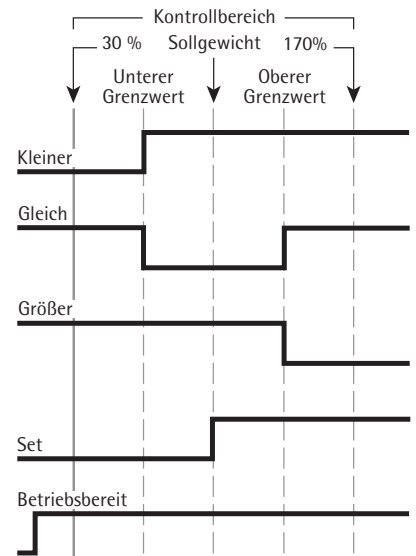 Kontrollbereich
30 % Sollgewicht 170%
Unterer Grenzwert
Oberer Grenzwert
Kleiner
Gleich
Größer
Set
Betriebsbereit